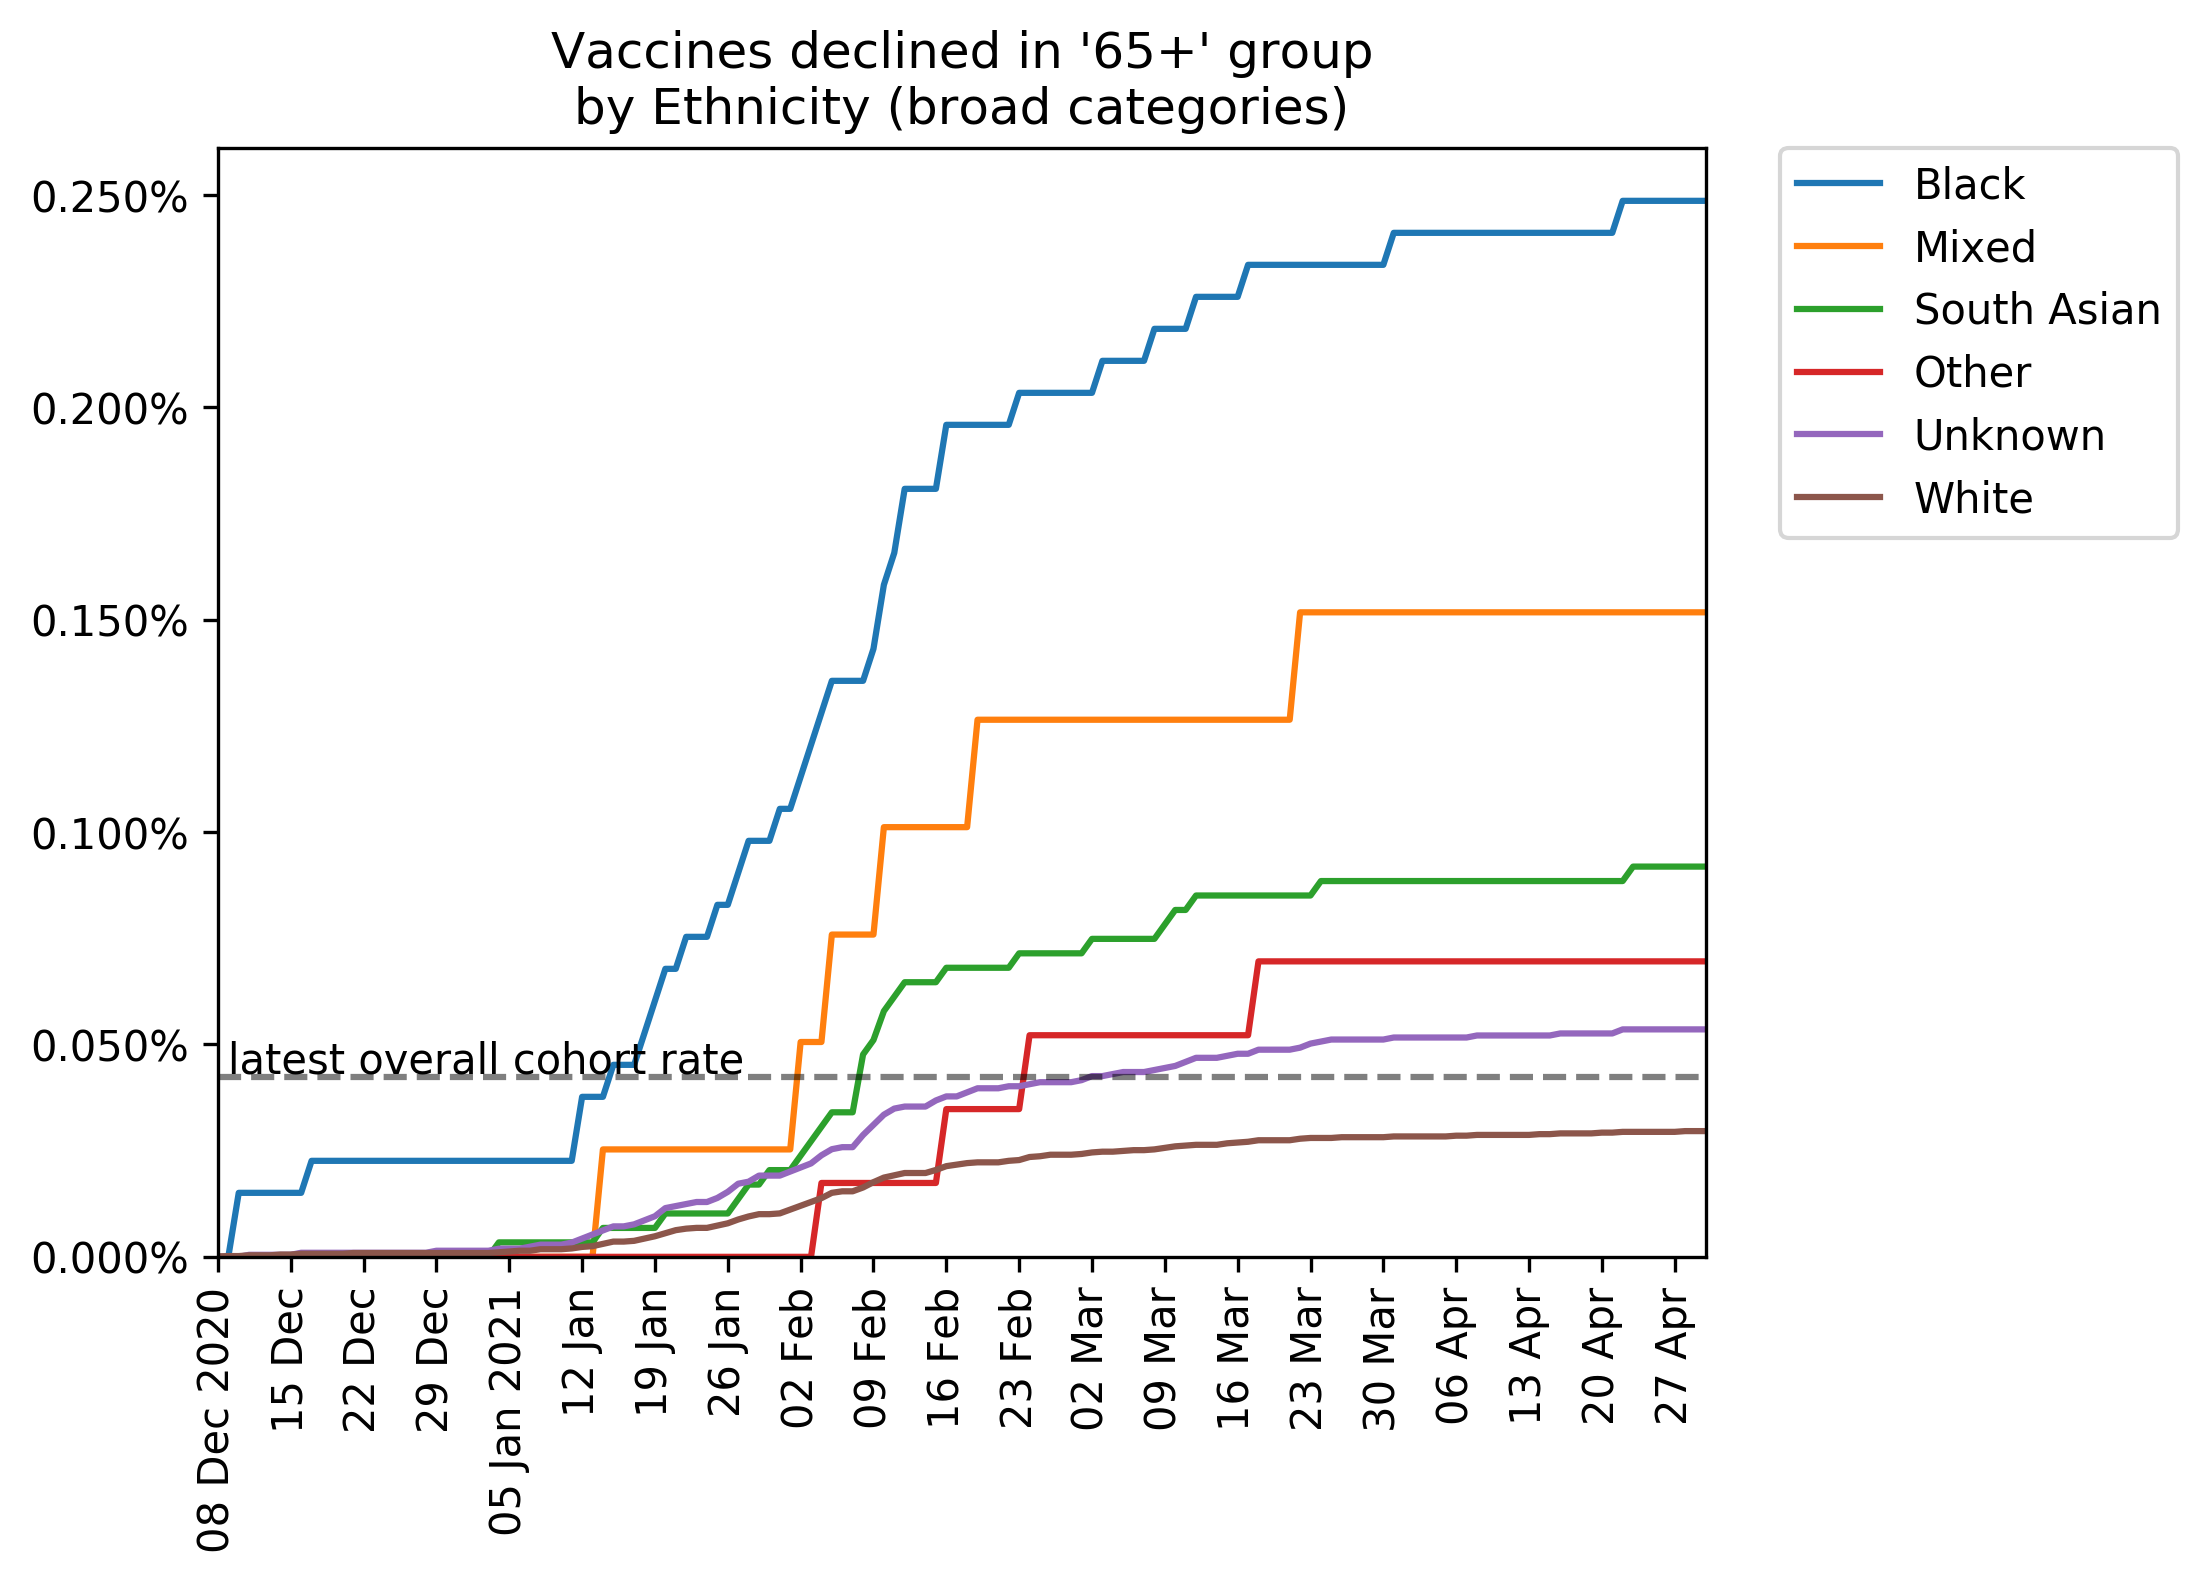 Vaccines declined in '65+' group
by Ethnicity (broad categories)
0.250%
0.200%
0.150%
0.100%
0.050%
0.000%
latest overall cohort rate
08 Dec 2020
15 Dec
22 Dec
29 Dec
05 Jan 2021
12 Jan
19 Jan
26 Jan
02 Feb
09 Feb
16 Feb
23 Feb
02 Mar
09 Mar
16 Mar
23 Mar
30 Mar
06 Apr
13 Apr
20 Apr
27 Apr
Black
Mixed
South Asian
Other
Unknown
White